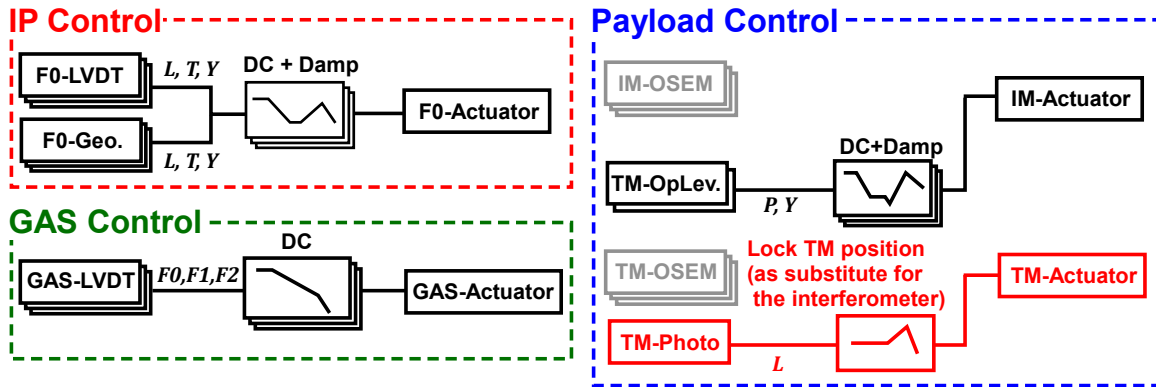 IP Control
F0-LVDT
L, T, Y
DC + Damp
F0-Actuator
F0-Geo.
L, T, Y
GAS Control
GAS-LVDT
F0,F1,F2
DC
GAS-Actuator
Payload Control
IM-OSEM
IM-Actuator
TM-OpLev.
P, Y
DC+Damp
TM-OSEM
Lock TM position
(as substitute for
the interferometer)
TM-Actuator
TM-Photo
L